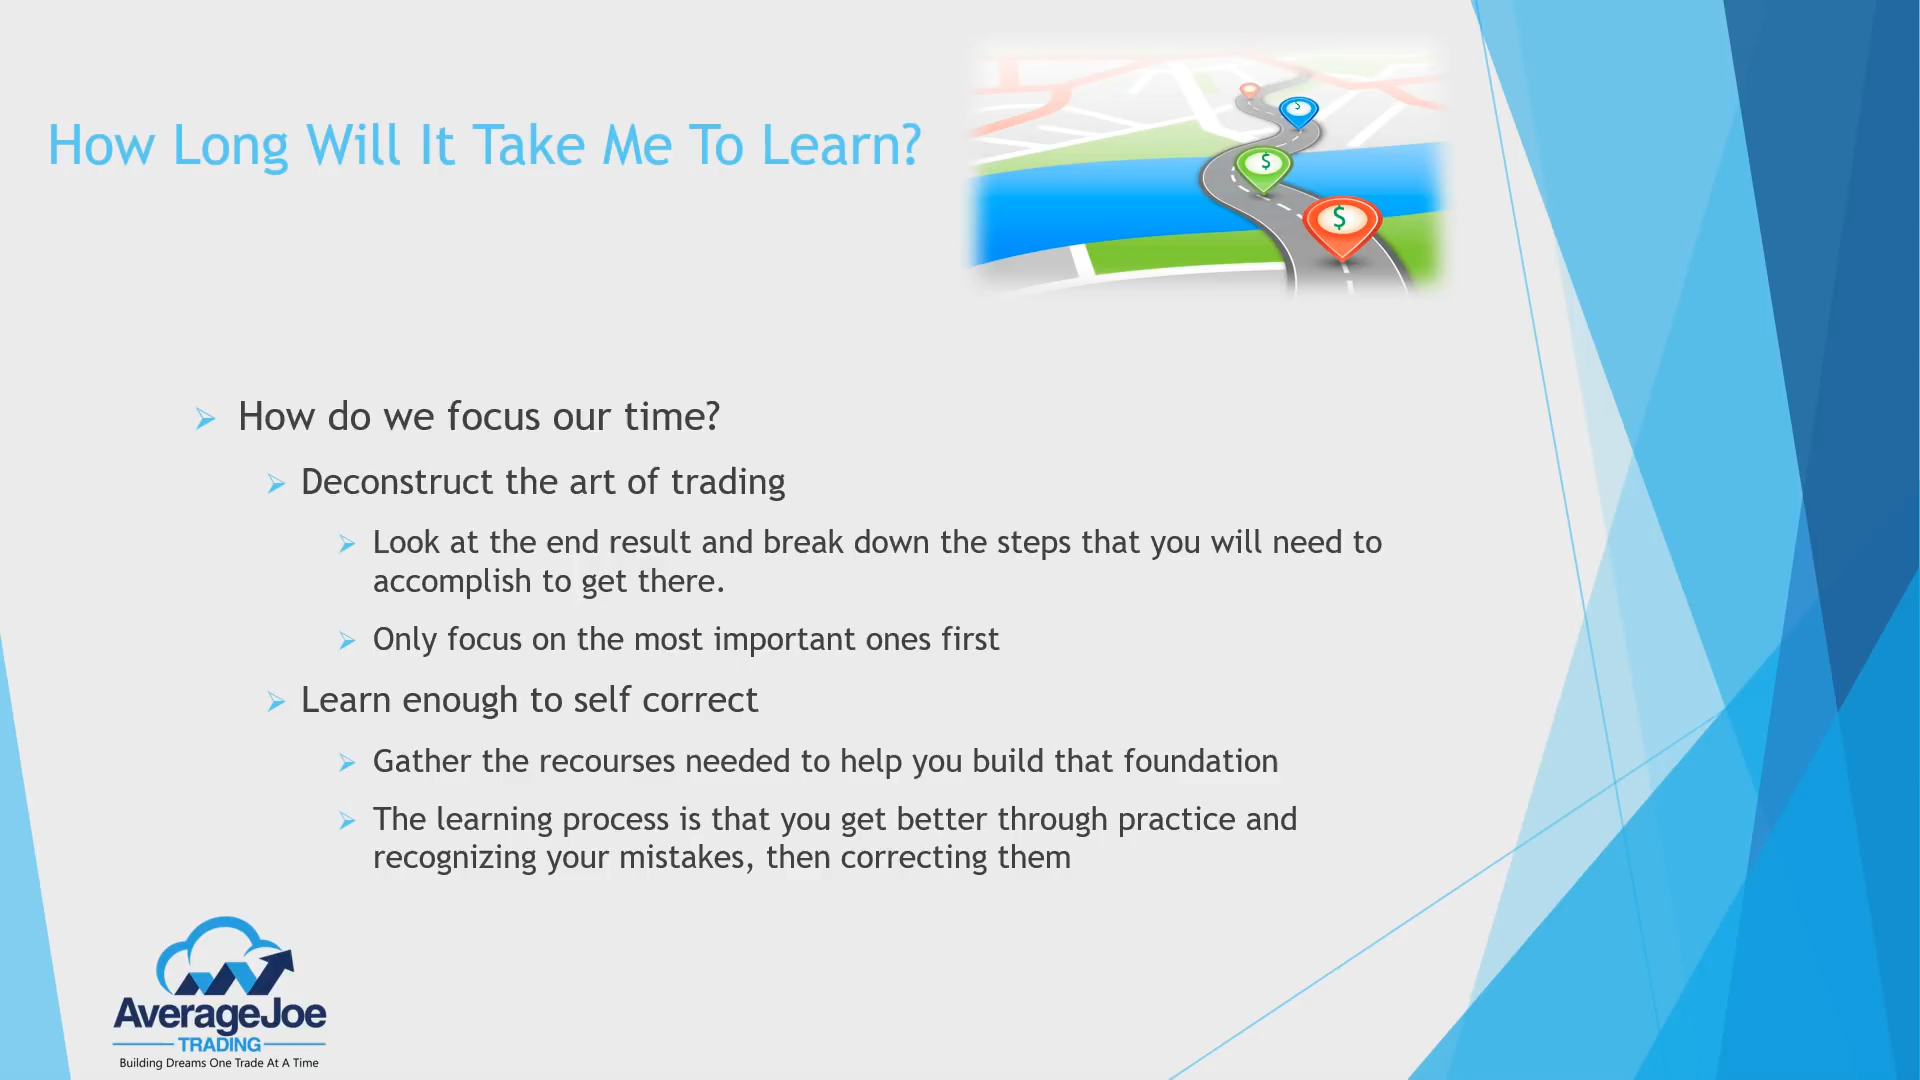 How Long Will It Take Me To Learn?
$
$
$
How do we focus our time?
Deconstruct the art of trading
Look at the end result and break down the steps that you will need to
accomplish to get there.
Only focus on the most important ones first
Learn enough to self correct
Gather the recourses needed to help you build that foundation
The learning process is that you get better through practice and
recognizing your mistakes, then correcting them
AverageJoe
TRADING
Building Dreams One Trade At A Time